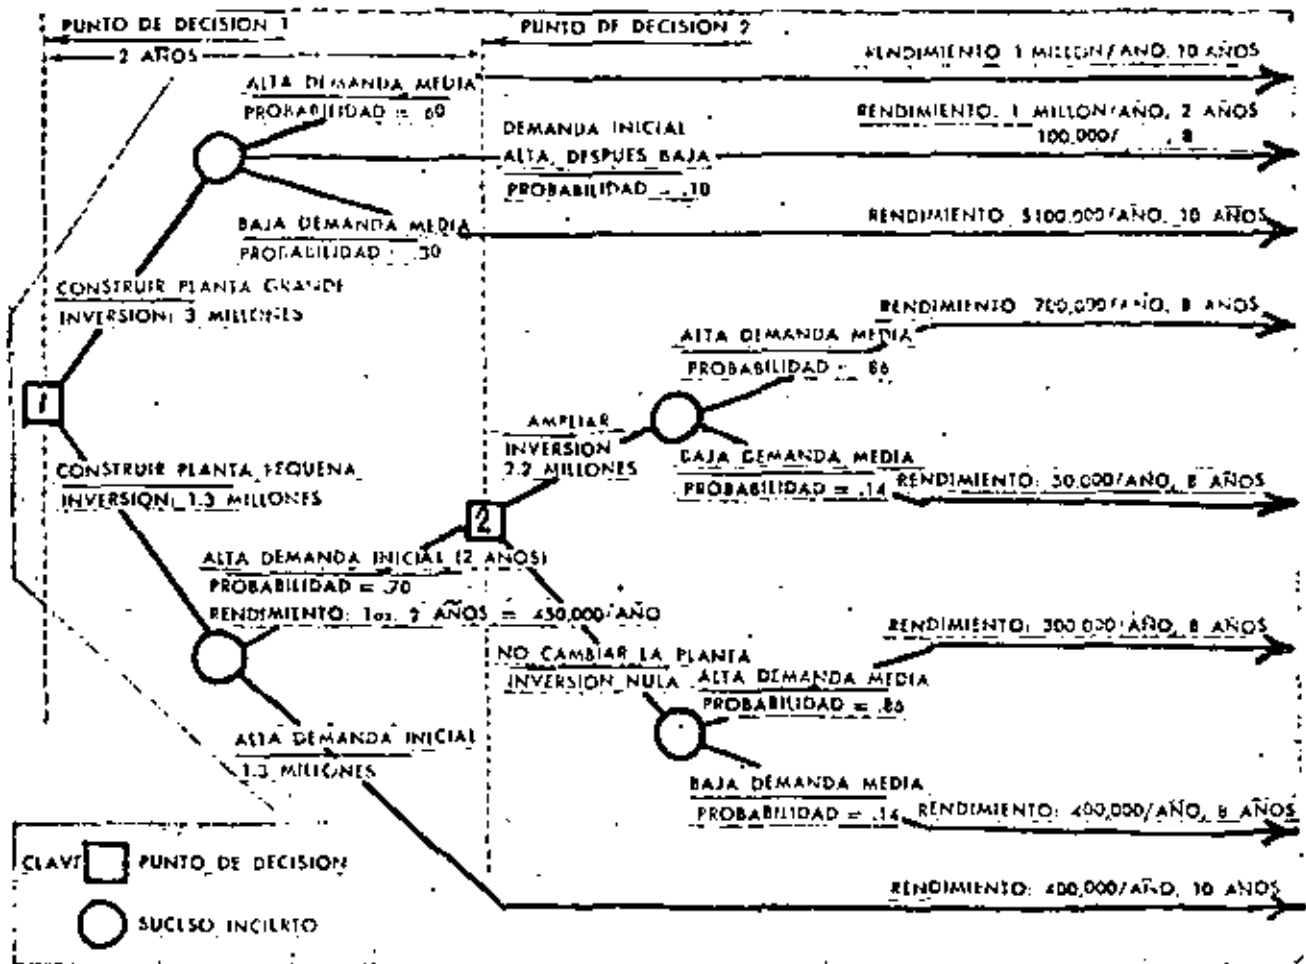 PUNTO DE DECISION 1
PUNTO DE DECISION 2
2 AÑOS
RENDIMIENTO 1 MILLON/AÑO, 10 AÑOS
ALTA DEMANDA MEDIA
PROBABILIDAD = .60
RENDIMIENTO. 1 MILLON/AÑO, 2 AÑOS
100,000/ , 8
DEMANDA INICIAL
ALTA, DESPUES BAJA
PROBABILIDAD = .10
BAJA DEMANDA MEDIA
PROBABILIDAD = .30
RENDIMIENTO. $100,000/AÑO, 10 AÑOS
CONSTRUIR PLANTA GRANDE
INVERSION: 3 MILLONES
RENDIMIENTO 700,000/AÑO, 8 AÑOS
ALTA DEMANDA MEDIA
PROBABILIDAD = .86
1
AMPLIAR
INVERSION
2.2 MILLONES
BAJA DEMANDA MEDIA
PROBABILIDAD = .14
RENDIMIENTO: 50,000/AÑO, 8 AÑOS
CONSTRUIR PLANTA PEQUENA
INVERSION: 1.3 MILLONES
2
ALTA DEMANDA INICIAL (2 AÑOS)
PROBABILIDAD = .70
RENDIMIENTO: 1os. 2 AÑOS = 450,000/AÑO
RENDIMIENTO: 300,000/AÑO, 8 AÑOS
NO CAMBIAR LA PLANTA
INVERSION NULA
ALTA DEMANDA MEDIA
PROBABILIDAD = .86
ALTA DEMANDA INICIAL
1.3 MILLONES
BAJA DEMANDA MEDIA
PROBABILIDAD = .14
RENDIMIENTO: 400,000/AÑO, 8 AÑOS
RENDIMIENTO: 400,000/AÑO, 10 AÑOS
CLAVE
PUNTO DE DECISION
SUCESO INCIERTO